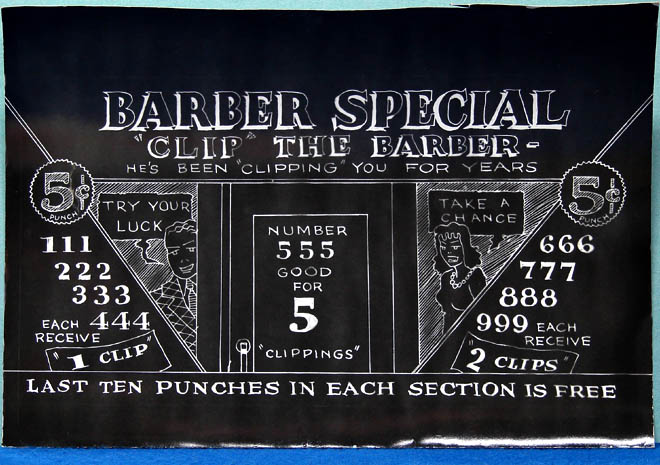 BARBER SPECIAL
"CLIP" THE BARBER-
HE'S BEEN "CLIPPING" YOU FOR YEARS
5¢
PUNCH
TRY YOUR
LUCK
111
222
333
EACH 444
RECEIVE
"1 CLIP"
NUMBER
555
GOOD
FOR
5
"CLIPPINGS"
TAKE A
CHANCE
5¢
PUNCH
666
777
888
999 EACH
RECEIVE
"2 CLIPS"
LAST TEN PUNCHES IN EACH SECTION IS FREE